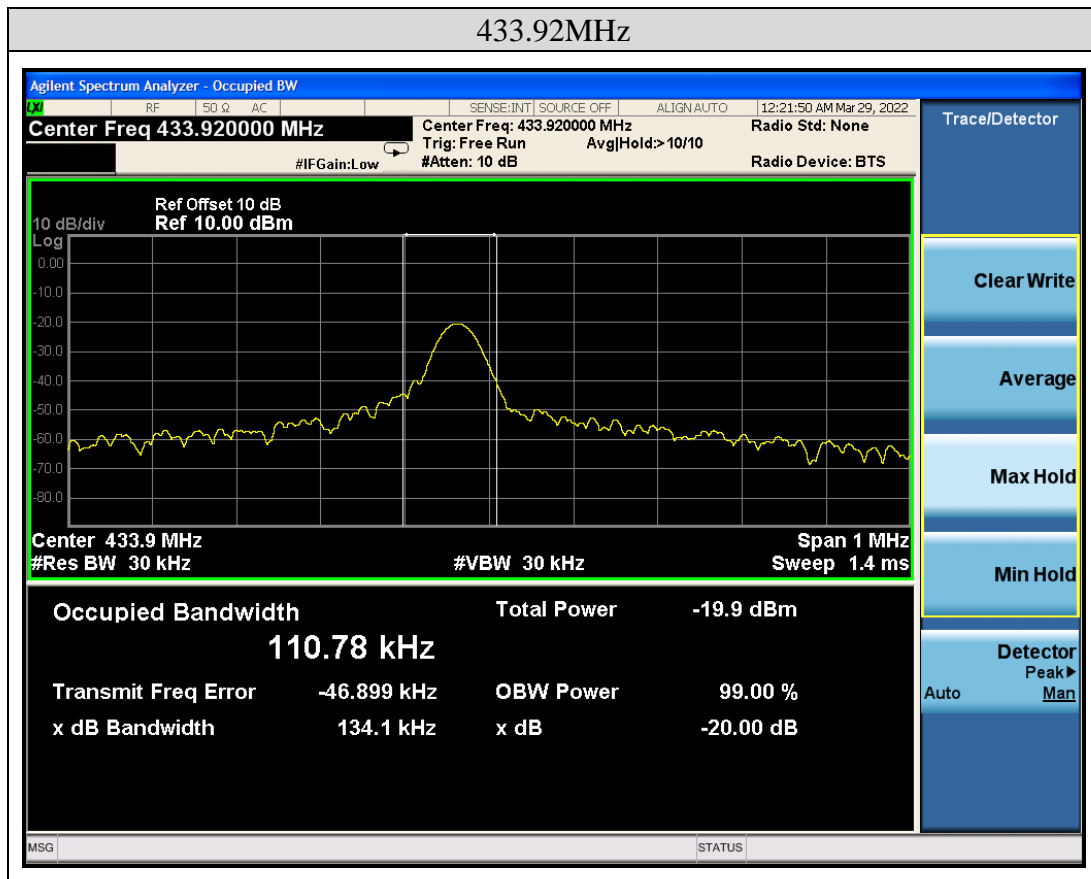 433.92MHz
Agilent Spectrum Analyzer - Occupied BW
LXI RF 50 Ω AC SENSE:INT SOURCE OFF ALIGN AUTO 12:21:50 AM Mar 29, 2022
Center Freq 433.920000 MHz Center Freq: 433.920000 MHz Radio Std: None
Trig: Free Run Avg|Hold:>10/10
#IFGain:Low #Atten: 10 dB Radio Device: BTS
Ref Offset 10 dB
10 dB/div Ref 10.00 dBm
Log
0.00
-10.0
-20.0
-30.0
-40.0
-50.0
-60.0
-70.0
-80.0
Center 433.9 MHz Span 1 MHz
#Res BW 30 kHz #VBW 30 kHz Sweep 1.4 ms
Occupied Bandwidth Total Power -19.9 dBm
110.78 kHz
Transmit Freq Error -46.899 kHz OBW Power 99.00 %
x dB Bandwidth 134.1 kHz x dB -20.00 dB
MSG STATUS
Trace/Detector
Clear Write
Average
Max Hold
Min Hold
Detector
Peak▶
Auto Man